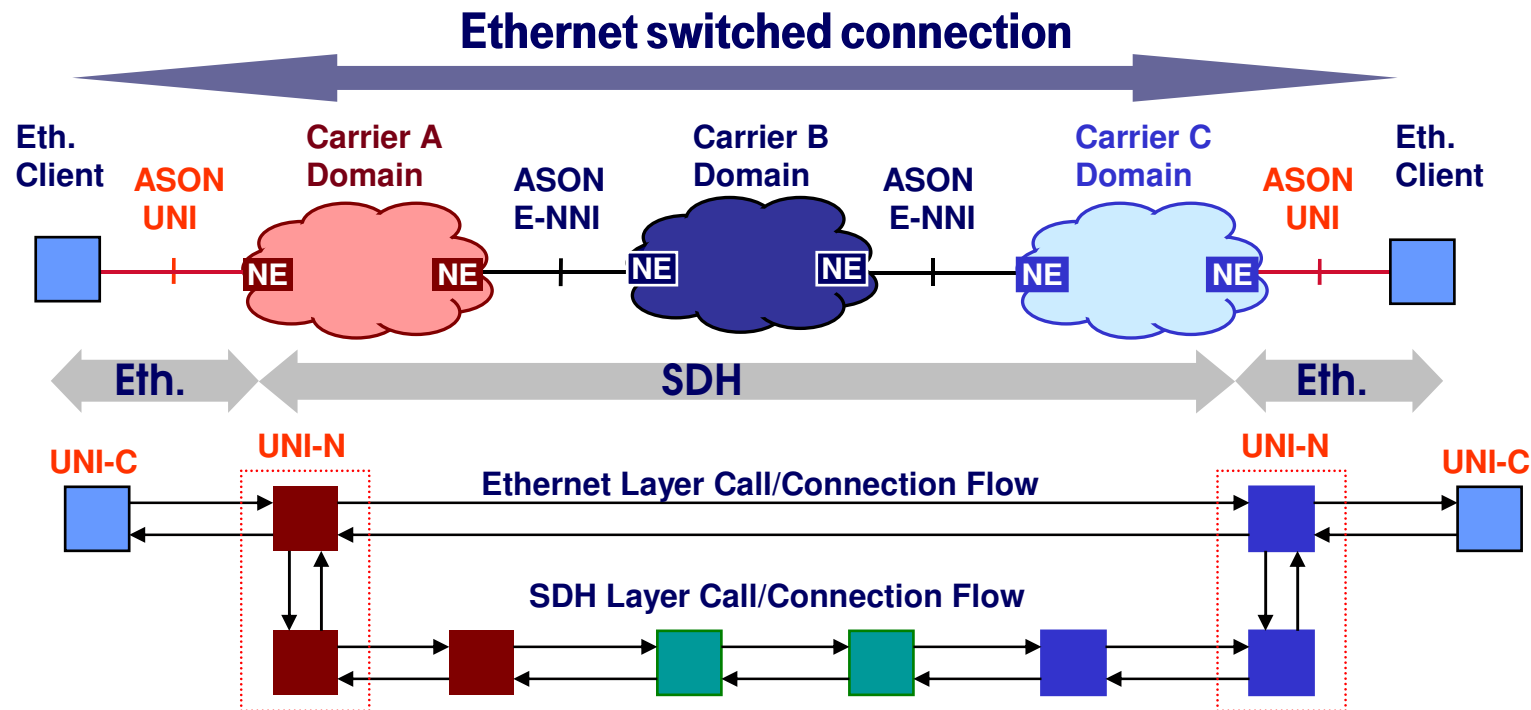 Ethernet switched connection
Eth.
Client
ASON
UNI
Carrier A
Domain
ASON
E-NNI
Carrier B
Domain
ASON
E-NNI
Carrier C
Domain
ASON
UNI
Eth.
Client
NE
NE
NE
NE
NE
NE
Eth.
SDH
Eth.
UNI-C
UNI-N
UNI-N
UNI-C
Ethernet Layer Call/Connection Flow
SDH Layer Call/Connection Flow